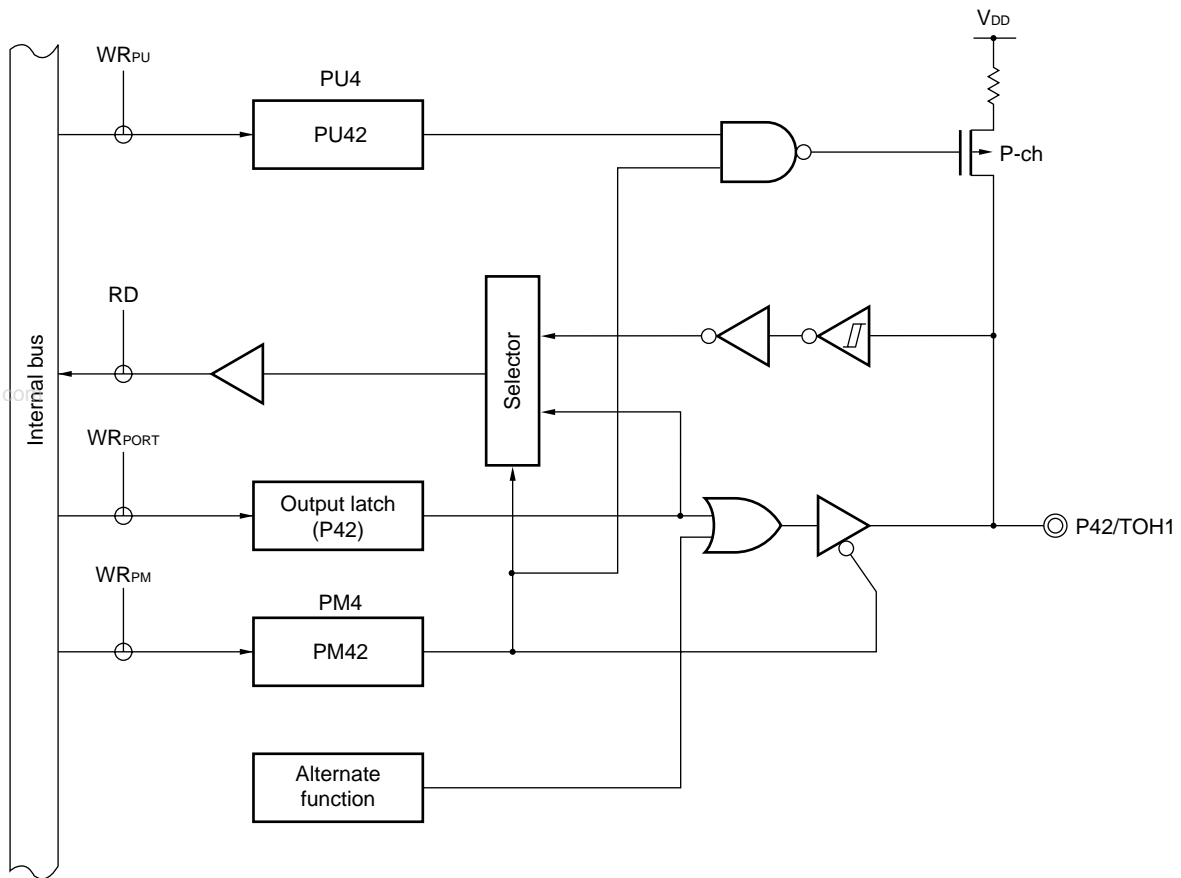 VDD
WRPU
PU4
PU42
P-ch
RD
Selector
Internal bus
com
WRPORT
Output latch
(P42)
P42/TOH1
WRPM
PM4
PM42
Alternate
function